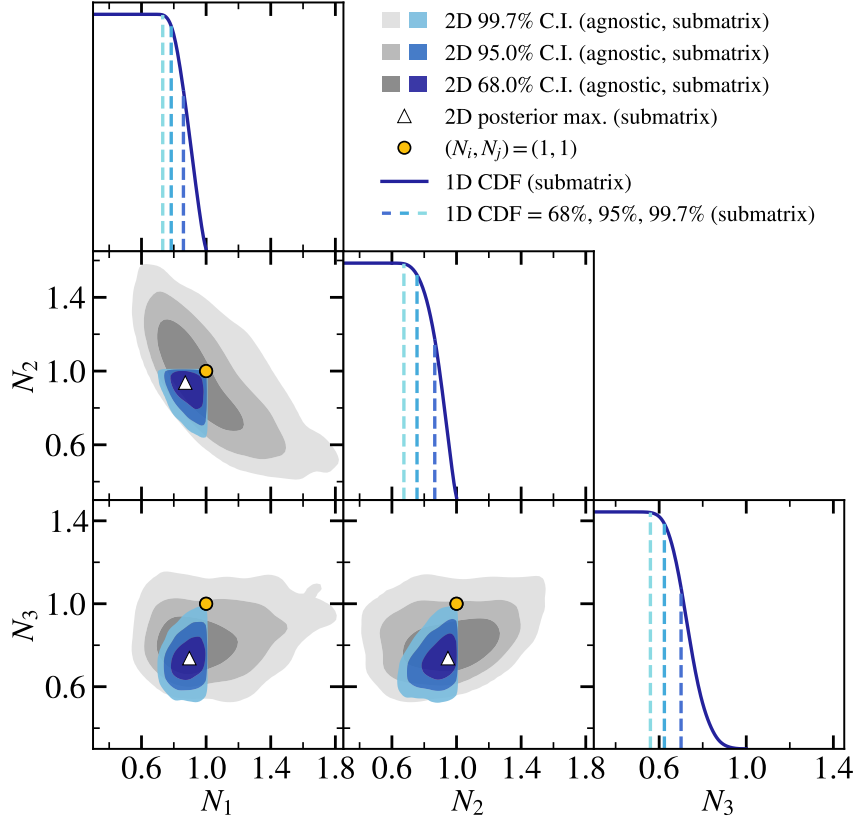 2D 99.7% C.I. (agnostic, submatrix)
2D 95.0% C.I. (agnostic, submatrix)
2D 68.0% C.I. (agnostic, submatrix)
2D posterior max. (submatrix)
(N_i, N_j) = (1, 1)
1D CDF (submatrix)
1D CDF = 68%, 95%, 99.7% (submatrix)
1.4
1.0
0.6
N_2
1.4
1.0
0.6
N_3
0.6 1.0 1.4 1.8 0.6 1.0 1.4 1.8 0.6 1.0 1.4
N_1 N_2 N_3